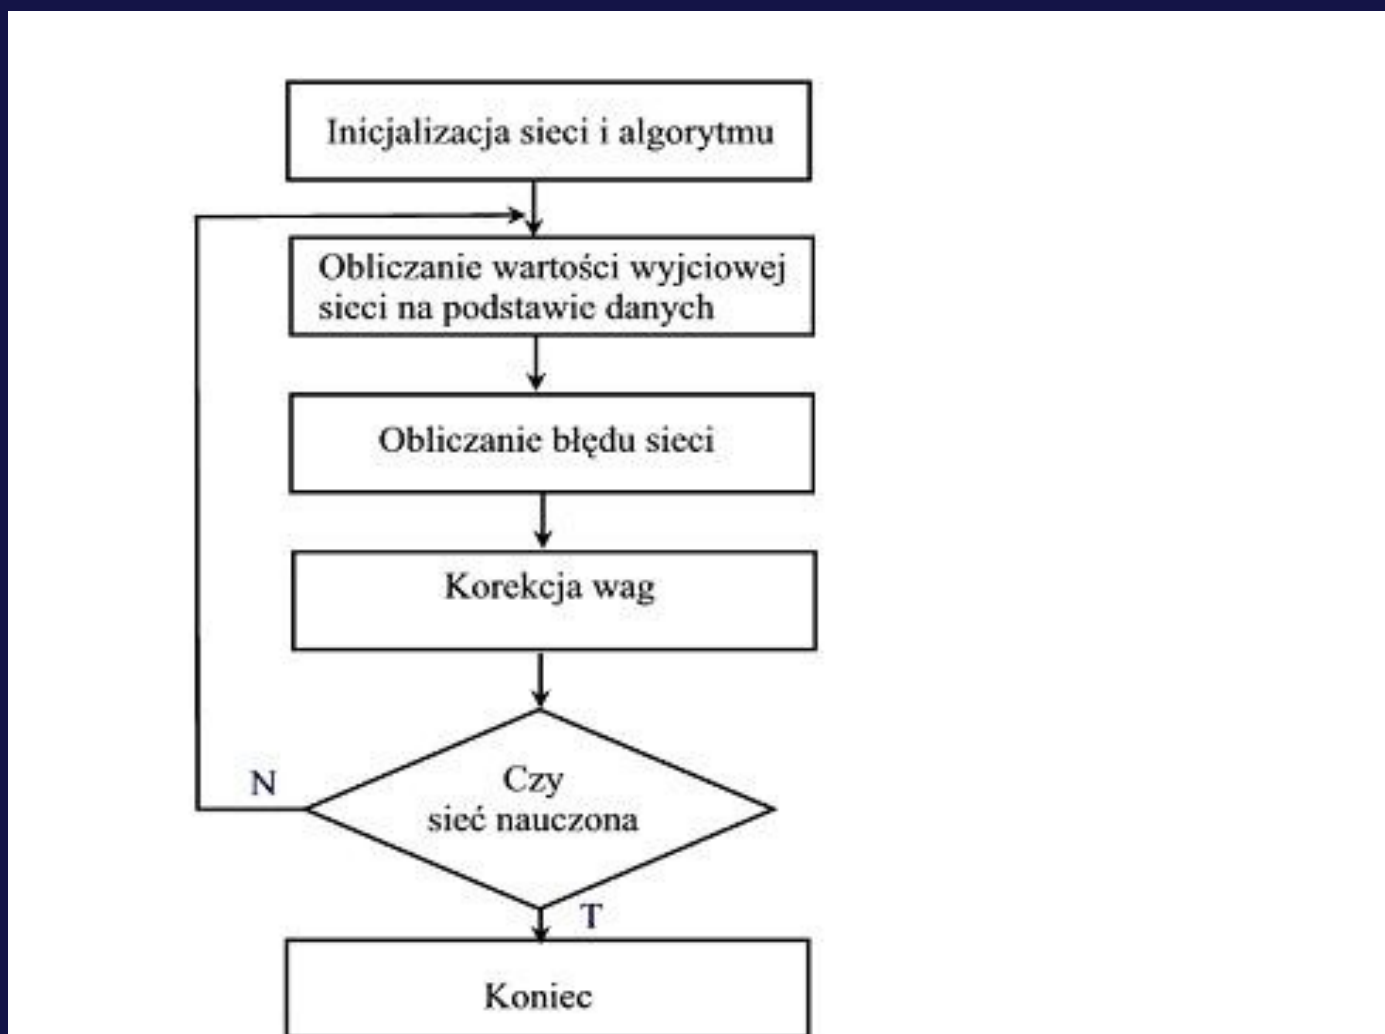 Inicjalizacja sieci i algorytmu
Obliczanie wartości wyjciowej
sieci na podstawie danych
Obliczanie błędu sieci
Korekcja wag
Czy
sieć nauczona
N
T
Koniec